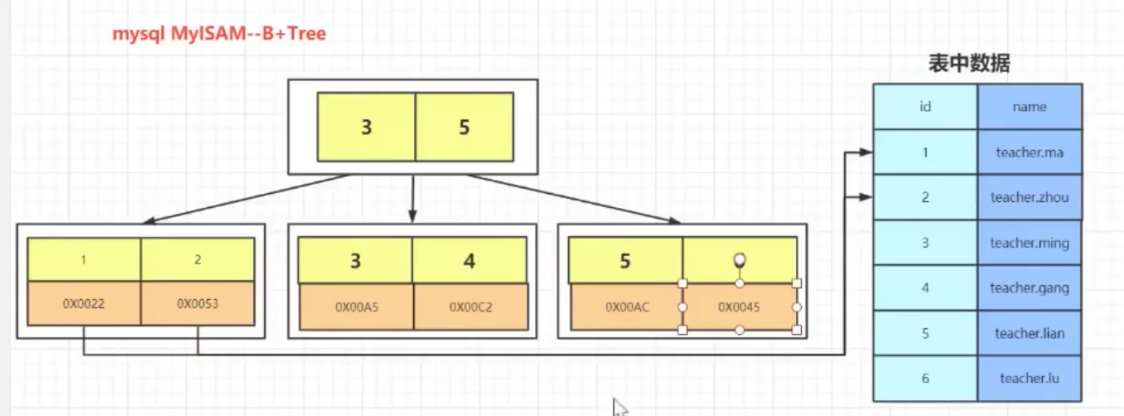 mysql MyISAM--B+Tree
表中数据
3 5
1 2
0X0022 0X0053
3 4
0X00A5 0X00C2
5
0X00AC 0X0045
id name
1 teacher.ma
2 teacher.zhou
3 teacher.ming
4 teacher.gang
5 teacher.lian
6 teacher.lu